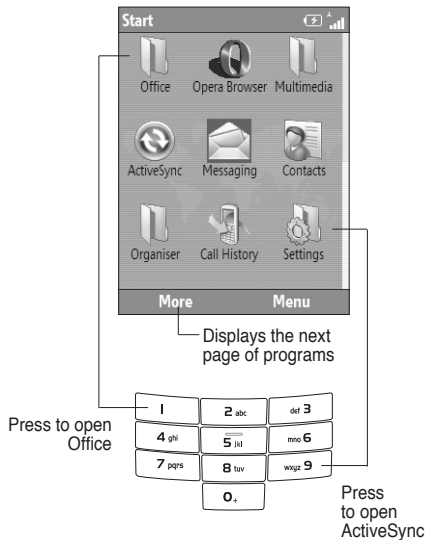 Start
Office Opera Browser Multimedia
ActiveSync Messaging Contacts
Organiser Call History Settings
More Menu
Displays the next
page of programs
Press to open
Office
1 2 abc def 3
4 ghi 5 jkl mno 6
7 pqrs 8 tuv wxyz 9
0+
Press
to open
ActiveSync